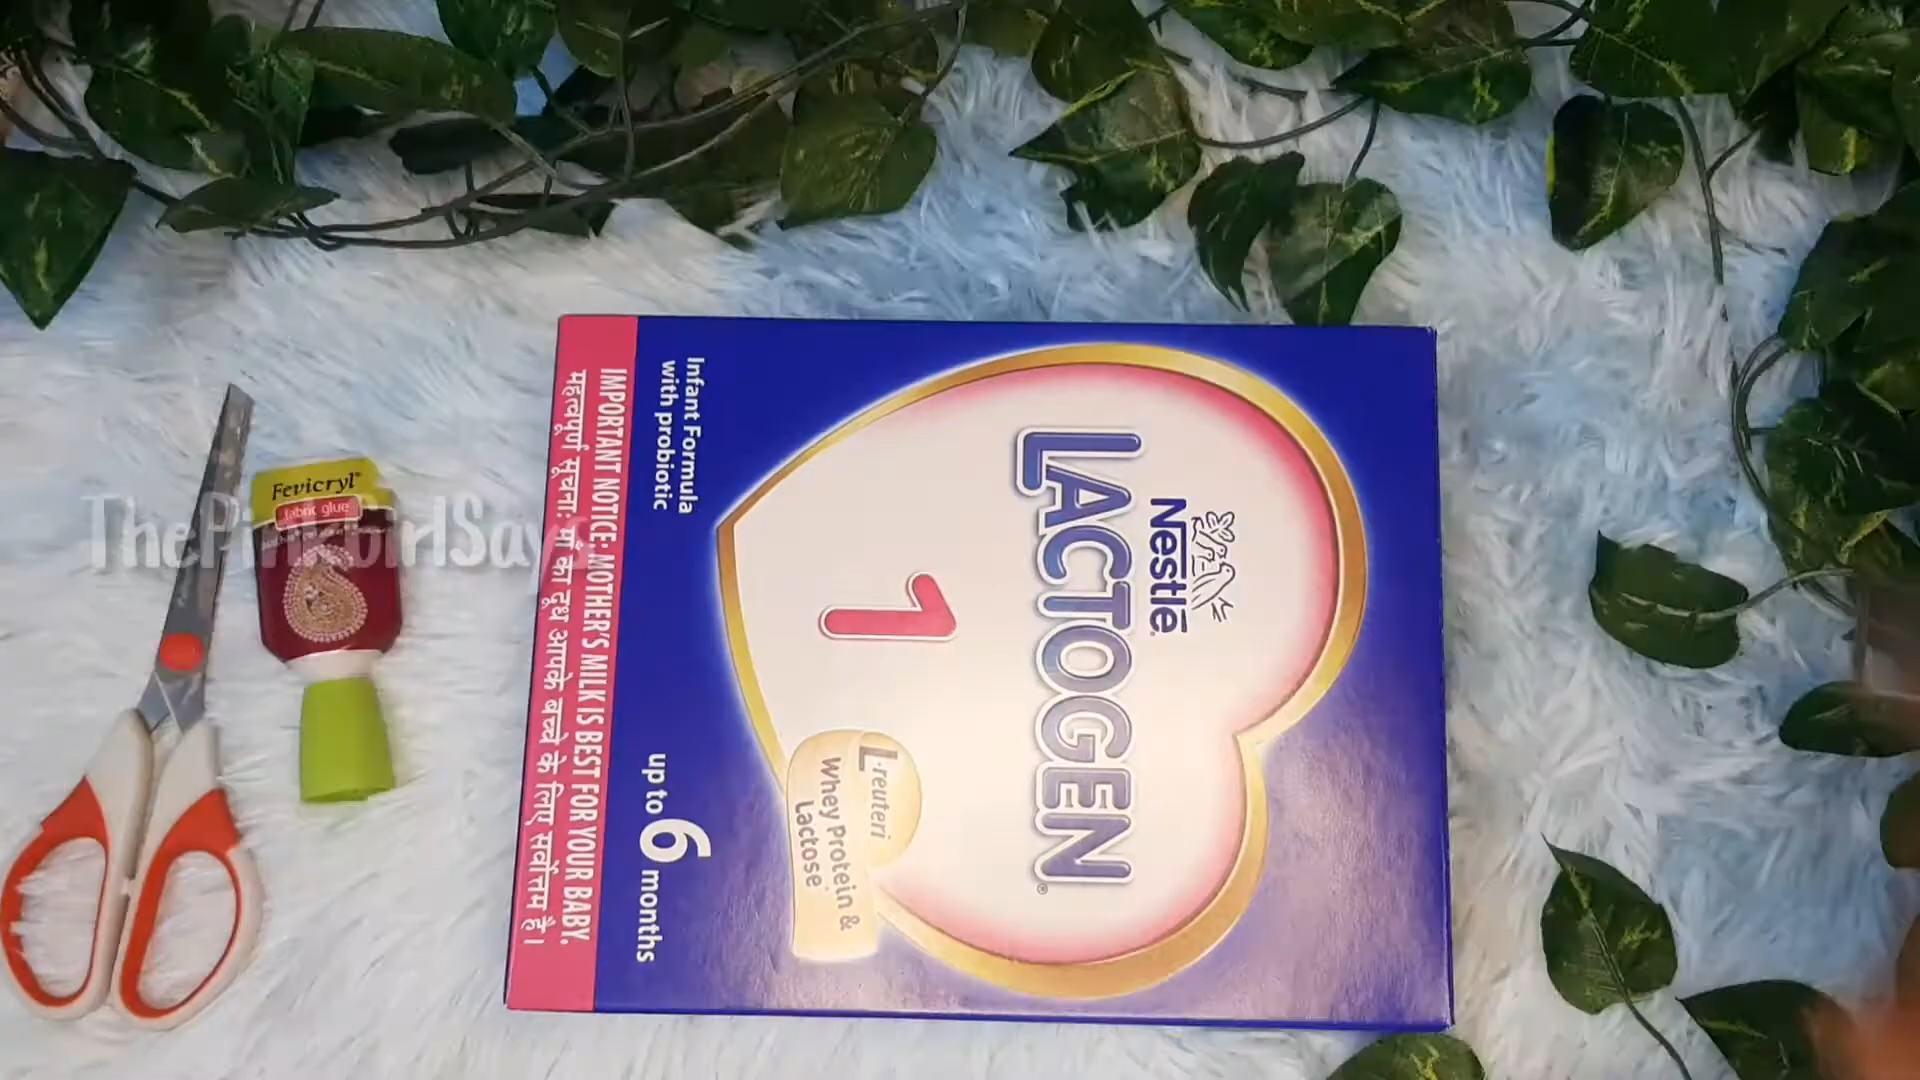 ThePinkGirlSays
Fevicryl®
fabric glue
Nestlé®
LACTOGEN®
1
L-reuteri
Whey Protein &
Lactose
Infant Formula
with probiotic
up to 6 months
IMPORTANT NOTICE: MOTHER'S MILK IS BEST FOR YOUR BABY.
महत्वपूर्ण सूचना: माँ का दूध आपके बच्चे के लिए सर्वोत्तम है।